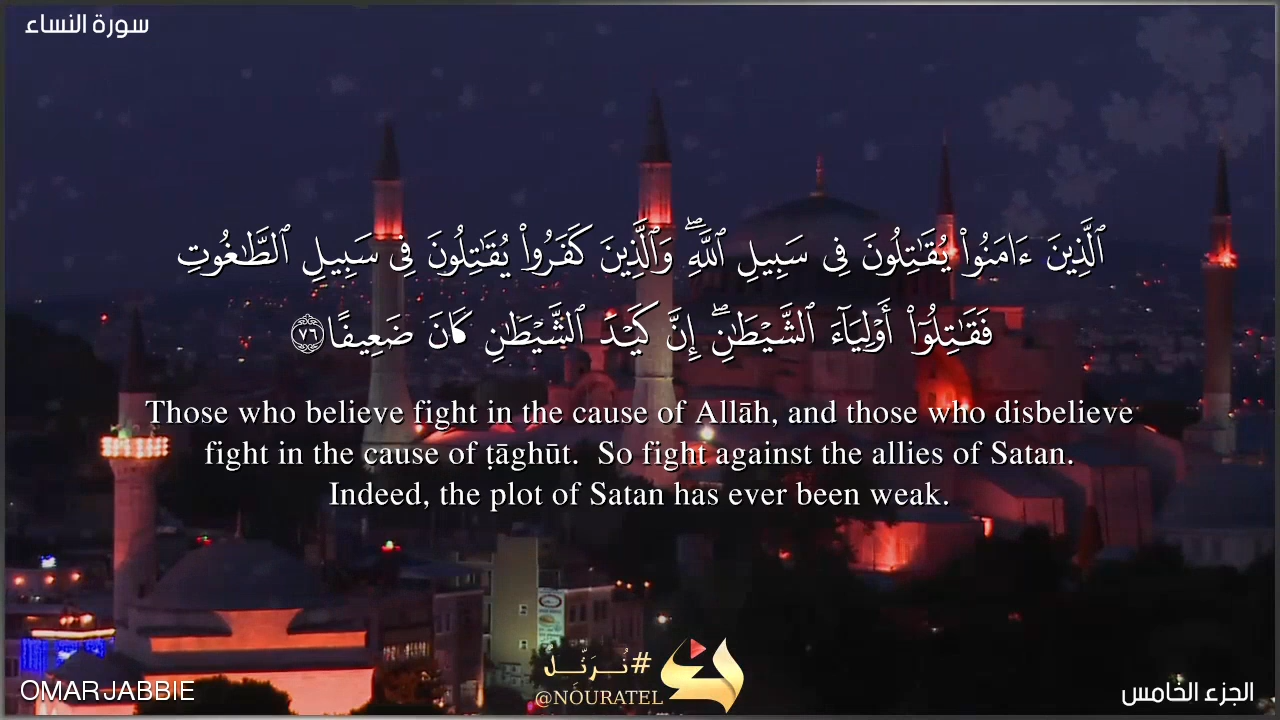 سورة النساء
ٱلَّذِينَ ءَامَنُوا۟ يُقَـٰتِلُونَ فِى سَبِيلِ ٱللَّهِ ۖ وَٱلَّذِينَ كَفَرُوا۟ يُقَـٰتِلُونَ فِى سَبِيلِ ٱلطَّـٰغُوتِ
فَقَـٰتِلُوٓا۟ أَوْلِيَآءَ ٱلشَّيْطَـٰنِ ۖ إِنَّ كَيْدَ ٱلشَّيْطَـٰنِ كَانَ ضَعِيفًا ٧٦
Those who believe fight in the cause of Allāh, and those who disbelieve
fight in the cause of ṭāghūt. So fight against the allies of Satan.
Indeed, the plot of Satan has ever been weak.
#نُرَتِّلُ
@NOURATEL
OMAR JABBIE
الجزء الخامس